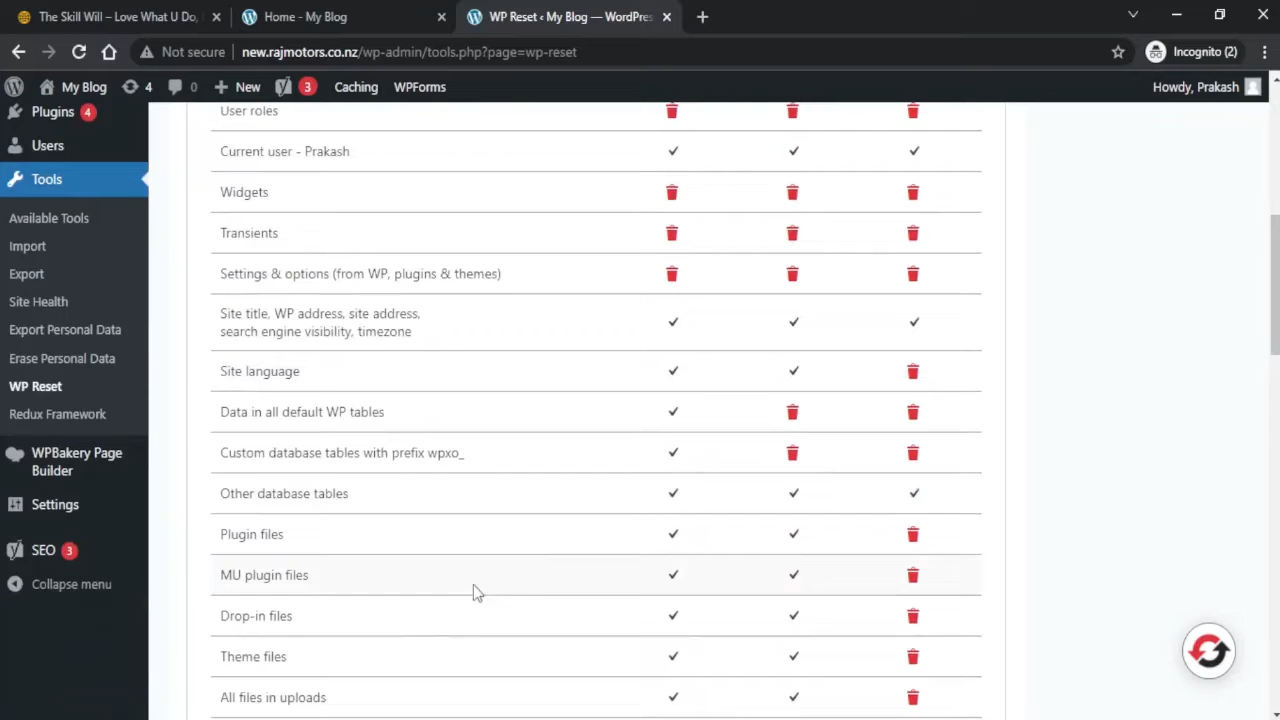 The Skill Will – Love What U Do,
Home - My Blog
WP Reset ‹ My Blog — WordPres
Not secure
new.rajmotors.co.nz/wp-admin/tools.php?page=wp-reset
Incognito (2)
My Blog
4
0
New
3
Caching
WPForms
Howdy, Prakash
Plugins 4
Users
Tools
Available Tools
Import
Export
Site Health
Export Personal Data
Erase Personal Data
WP Reset
Redux Framework
WPBakery Page
Builder
Settings
SEO 3
Collapse menu
User roles
Current user - Prakash
Widgets
Transients
Settings & options (from WP, plugins & themes)
Site title, WP address, site address,
search engine visibility, timezone
Site language
Data in all default WP tables
Custom database tables with prefix wpxo_
Other database tables
Plugin files
MU plugin files
Drop-in files
Theme files
All files in uploads